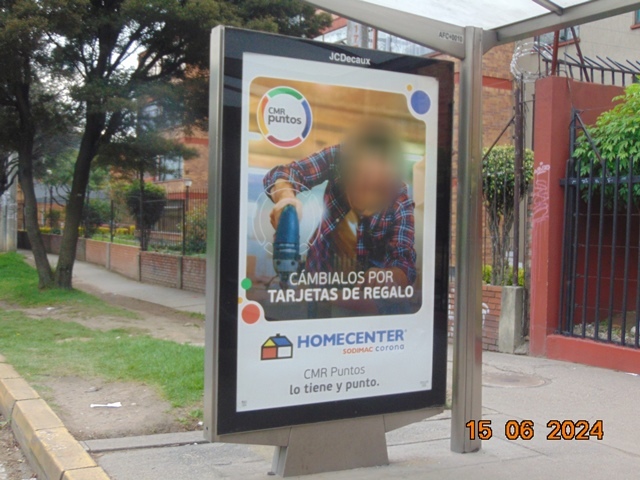 JCDecaux
CMR
puntos
CÁMBIALOS POR
TARJETAS DE REGALO
HOMECENTER
SODIMAC corona
CMR Puntos
lo tiene y punto.
15 06 2024